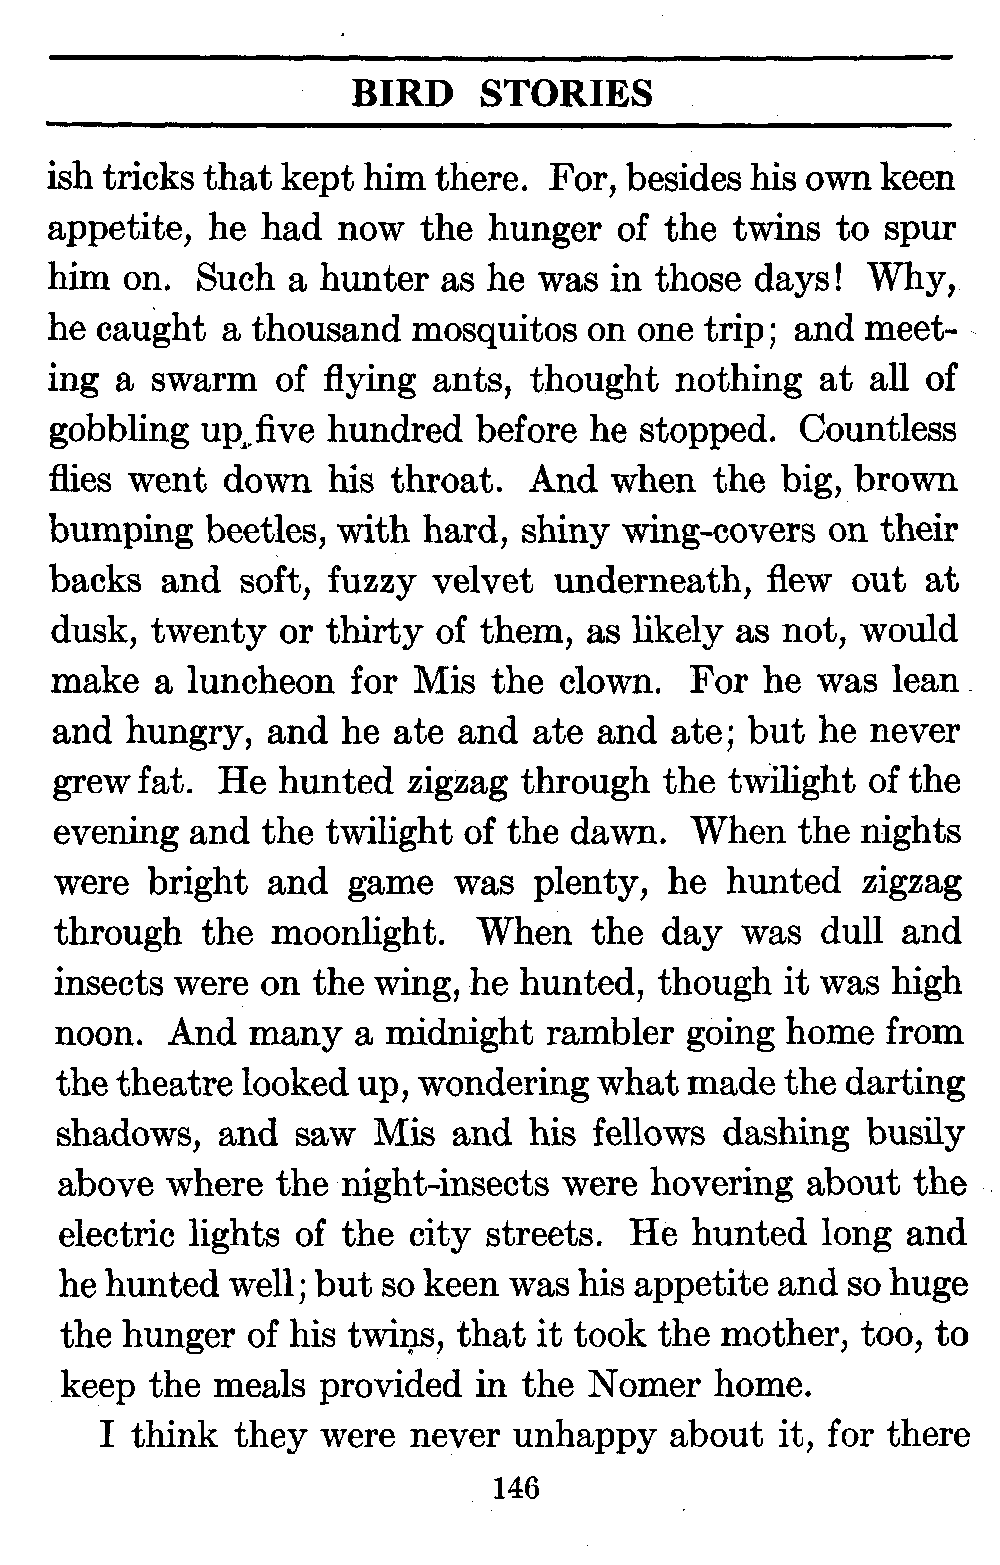 BIRD STORIES
ish tricks that kept him there. For, besides his own keen
appetite, he had now the hunger of the twins to spur
him on. Such a hunter as he was in those days! Why,
he caught a thousand mosquitos on one trip; and meet-
ing a swarm of flying ants, thought nothing at all of
gobbling up five hundred before he stopped. Countless
flies went down his throat. And when the big, brown
bumping beetles, with hard, shiny wing-covers on their
backs and soft, fuzzy velvet underneath, flew out at
dusk, twenty or thirty of them, as likely as not, would
make a luncheon for Mis the clown. For he was lean
and hungry, and he ate and ate and ate; but he never
grew fat. He hunted zigzag through the twilight of the
evening and the twilight of the dawn. When the nights
were bright and game was plenty, he hunted zigzag
through the moonlight. When the day was dull and
insects were on the wing, he hunted, though it was high
noon. And many a midnight rambler going home from
the theatre looked up, wondering what made the darting
shadows, and saw Mis and his fellows dashing busily
above where the night-insects were hovering about the
electric lights of the city streets. He hunted long and
he hunted well; but so keen was his appetite and so huge
the hunger of his twins, that it took the mother, too, to
keep the meals provided in the Nomer home.
I think they were never unhappy about it, for there
146